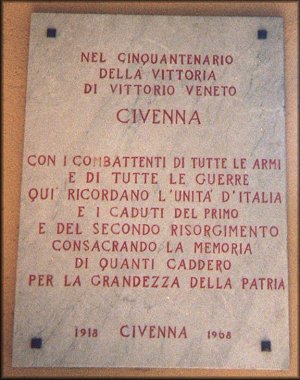 NEL CINQUANTENARIO
DELLA VITTORIA
DI VITTORIO VENETO
CIVENNA
CON I COMBATTENTI DI TUTTE LE ARMI
E DI TUTTE LE GUERRE
QUI' RICORDANO L'UNITA' D'ITALIA
E I CADUTI DEL PRIMO
E DEL SECONDO RISORGIMENTO
CONSACRANDO LA MEMORIA
DI QUANTI CADDERO
PER LA GRANDEZZA DELLA PATRIA
1918 CIVENNA 1968